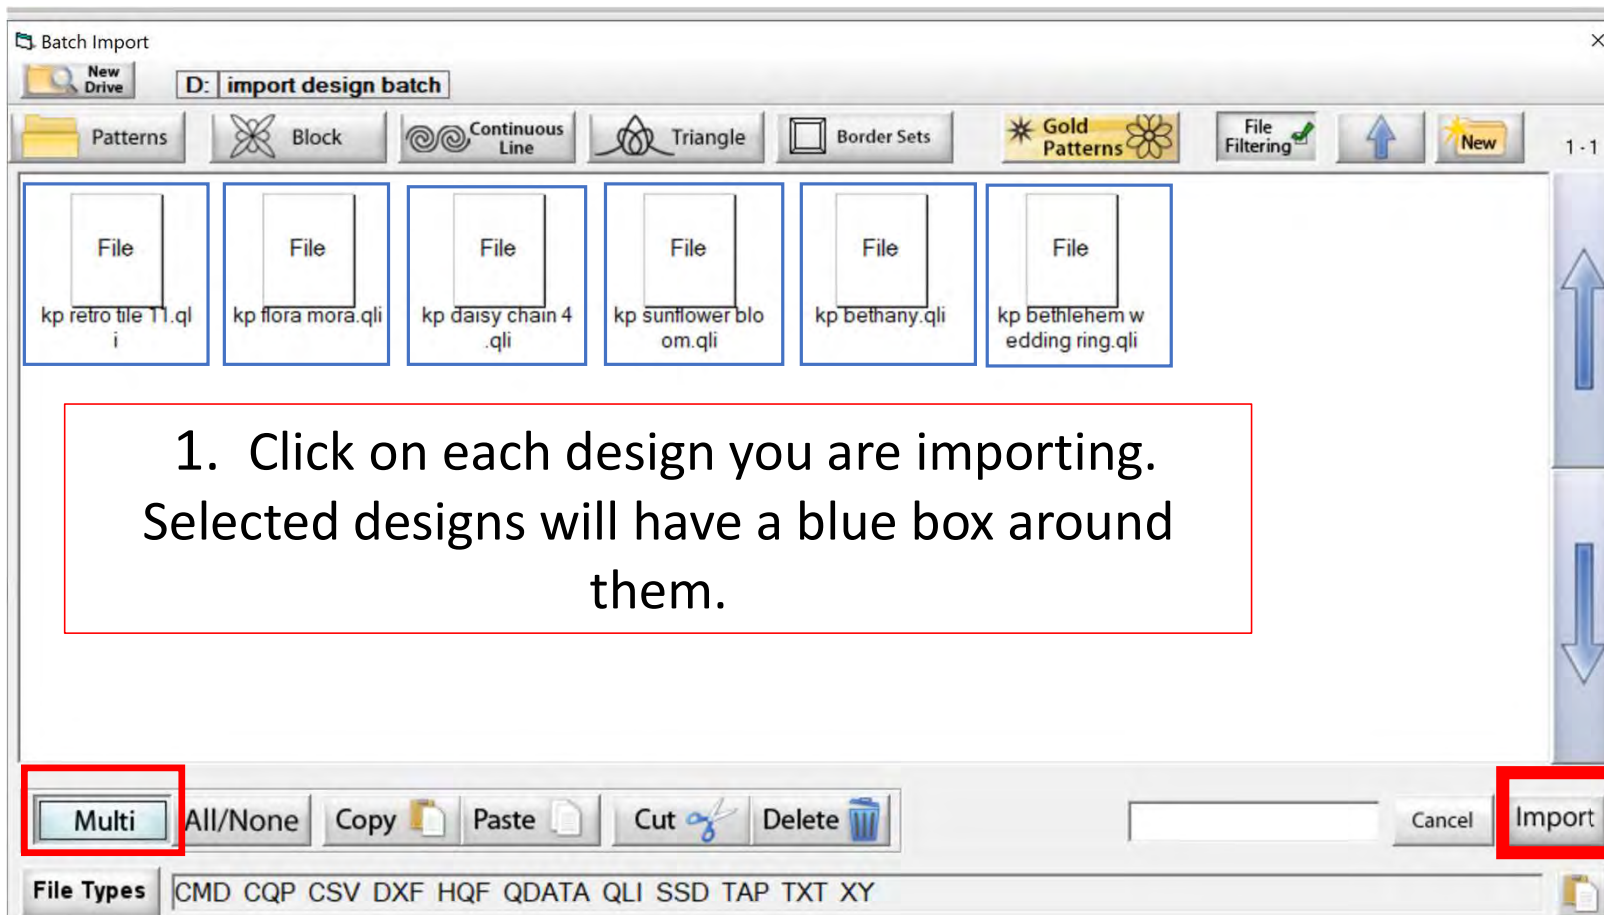 Batch Import
New
Drive
D: import design batch
Patterns
Block
Continuous
Line
Triangle
Border Sets
Gold
Patterns
File
Filtering
New
1 - 1
File
File
File
File
File
File
kp retro tile 11.ql
i
kp flora mora.qli
kp daisy chain 4
.qli
kp sunflower blo
om.qli
kp bethany.qli
kp bethlehem w
edding ring.qli
1. Click on each design you are importing.
Selected designs will have a blue box around
them.
Multi
All/None
Copy
Paste
Cut
Delete
Cancel
Import
File Types
CMD CQP CSV DXF HQF QDATA QLI SSD TAP TXT XY